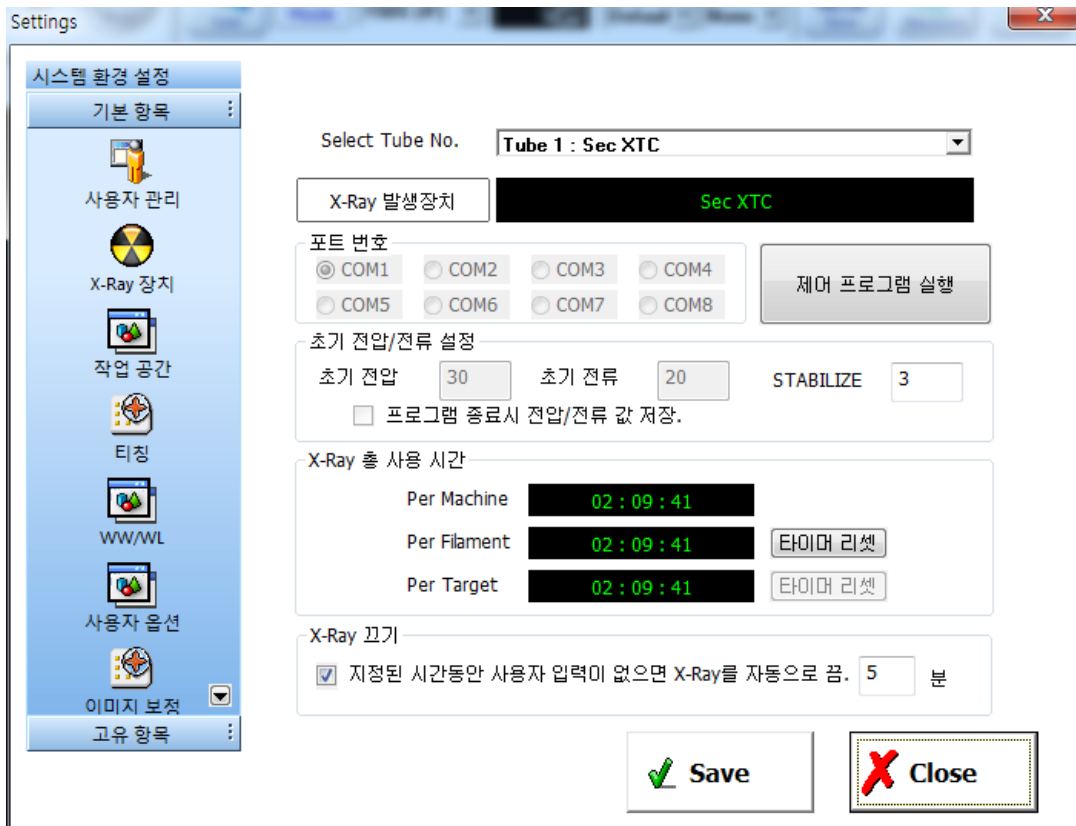 Settings
시스템 환경 설정
기본 항목
사용자 관리
X-Ray 장치
작업 공간
티칭
WW/WL
사용자 옵션
이미지 보정
고유 항목
Select Tube No. Tube 1 : Sec XTC
X-Ray 발생장치 Sec XTC
포트 번호
COM1 COM2 COM3 COM4
COM5 COM6 COM7 COM8
제어 프로그램 실행
초기 전압/전류 설정
초기 전압 30 초기 전류 20 STABILIZE 3
프로그램 종료시 전압/전류 값 저장.
X-Ray 총 사용 시간
Per Machine 02 : 09 : 41
Per Filament 02 : 09 : 41 타이머 리셋
Per Target 02 : 09 : 41 타이머 리셋
X-Ray 끄기
지정된 시간동안 사용자 입력이 없으면 X-Ray를 자동으로 끔. 5 분
Save Close